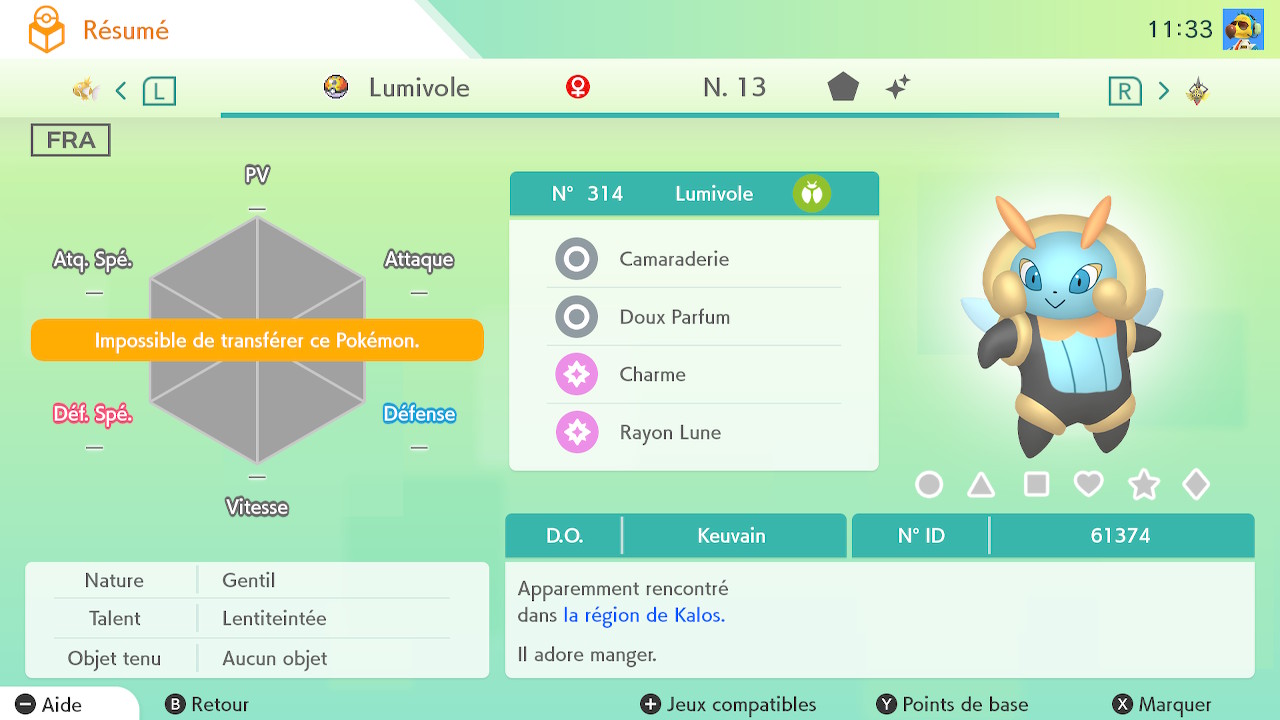 Résumé
11:33
L
Lumivole
N. 13
R
FRA
PV
—
Atq. Spé.
—
Attaque
—
Impossible de transférer ce Pokémon.
Déf. Spé.
—
Défense
—
—
Vitesse
N° 314 Lumivole
Camaraderie
Doux Parfum
Charme
Rayon Lune
D.O. Keuvain
N° ID 61374
Nature Gentil
Talent Lentiteintée
Objet tenu Aucun objet
Apparemment rencontré
dans la région de Kalos.
Il adore manger.
Aide
B Retour
Jeux compatibles
Y Points de base
X Marquer